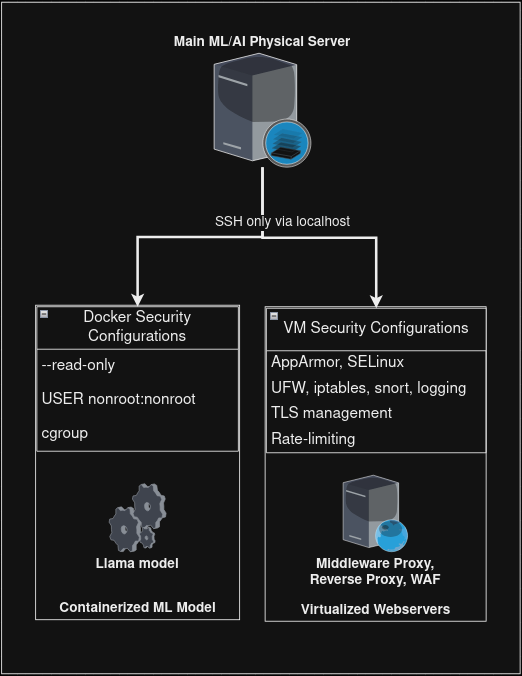 Main ML/AI Physical Server
SSH only via localhost
Docker Security
Configurations
--read-only
USER nonroot:nonroot
cgroup
Llama model
Containerized ML Model
VM Security Configurations
AppArmor, SELinux
UFW, iptables, snort, logging
TLS management
Rate-limiting
Middleware Proxy,
Reverse Proxy, WAF
Virtualized Webservers